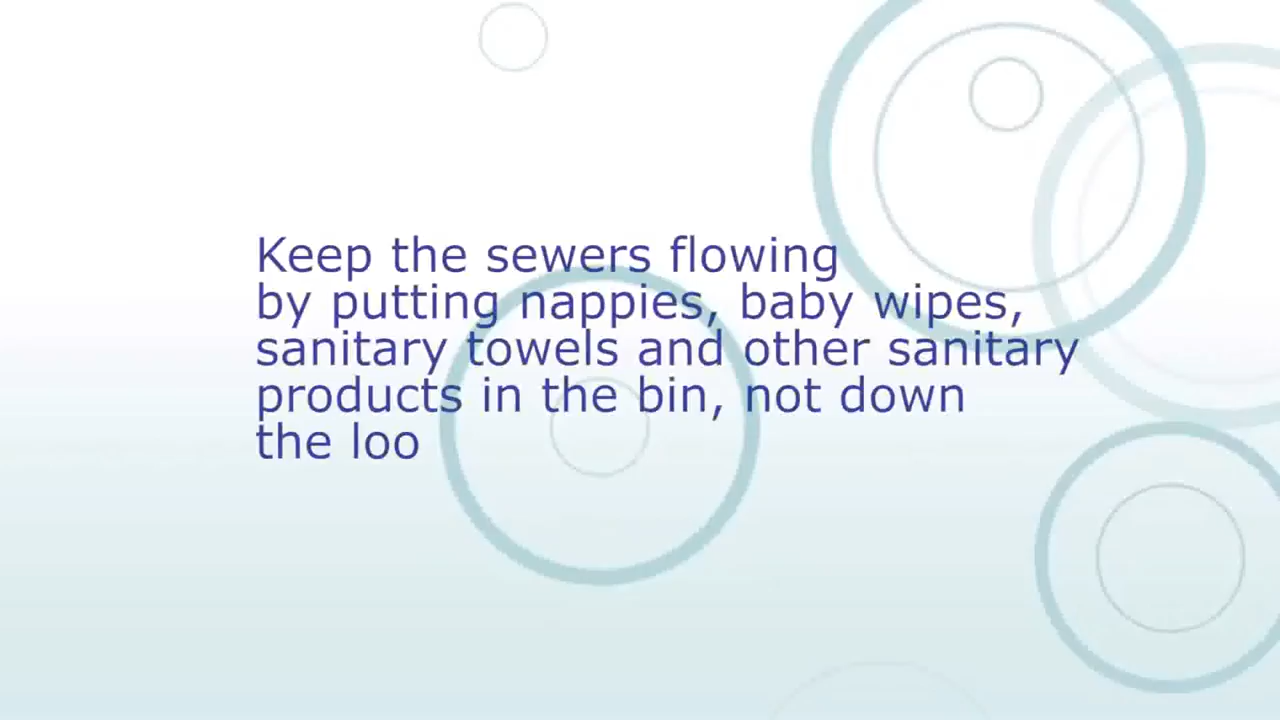 Keep the sewers flowing
by putting nappies, baby wipes,
sanitary towels and other sanitary
products in the bin, not down
the loo